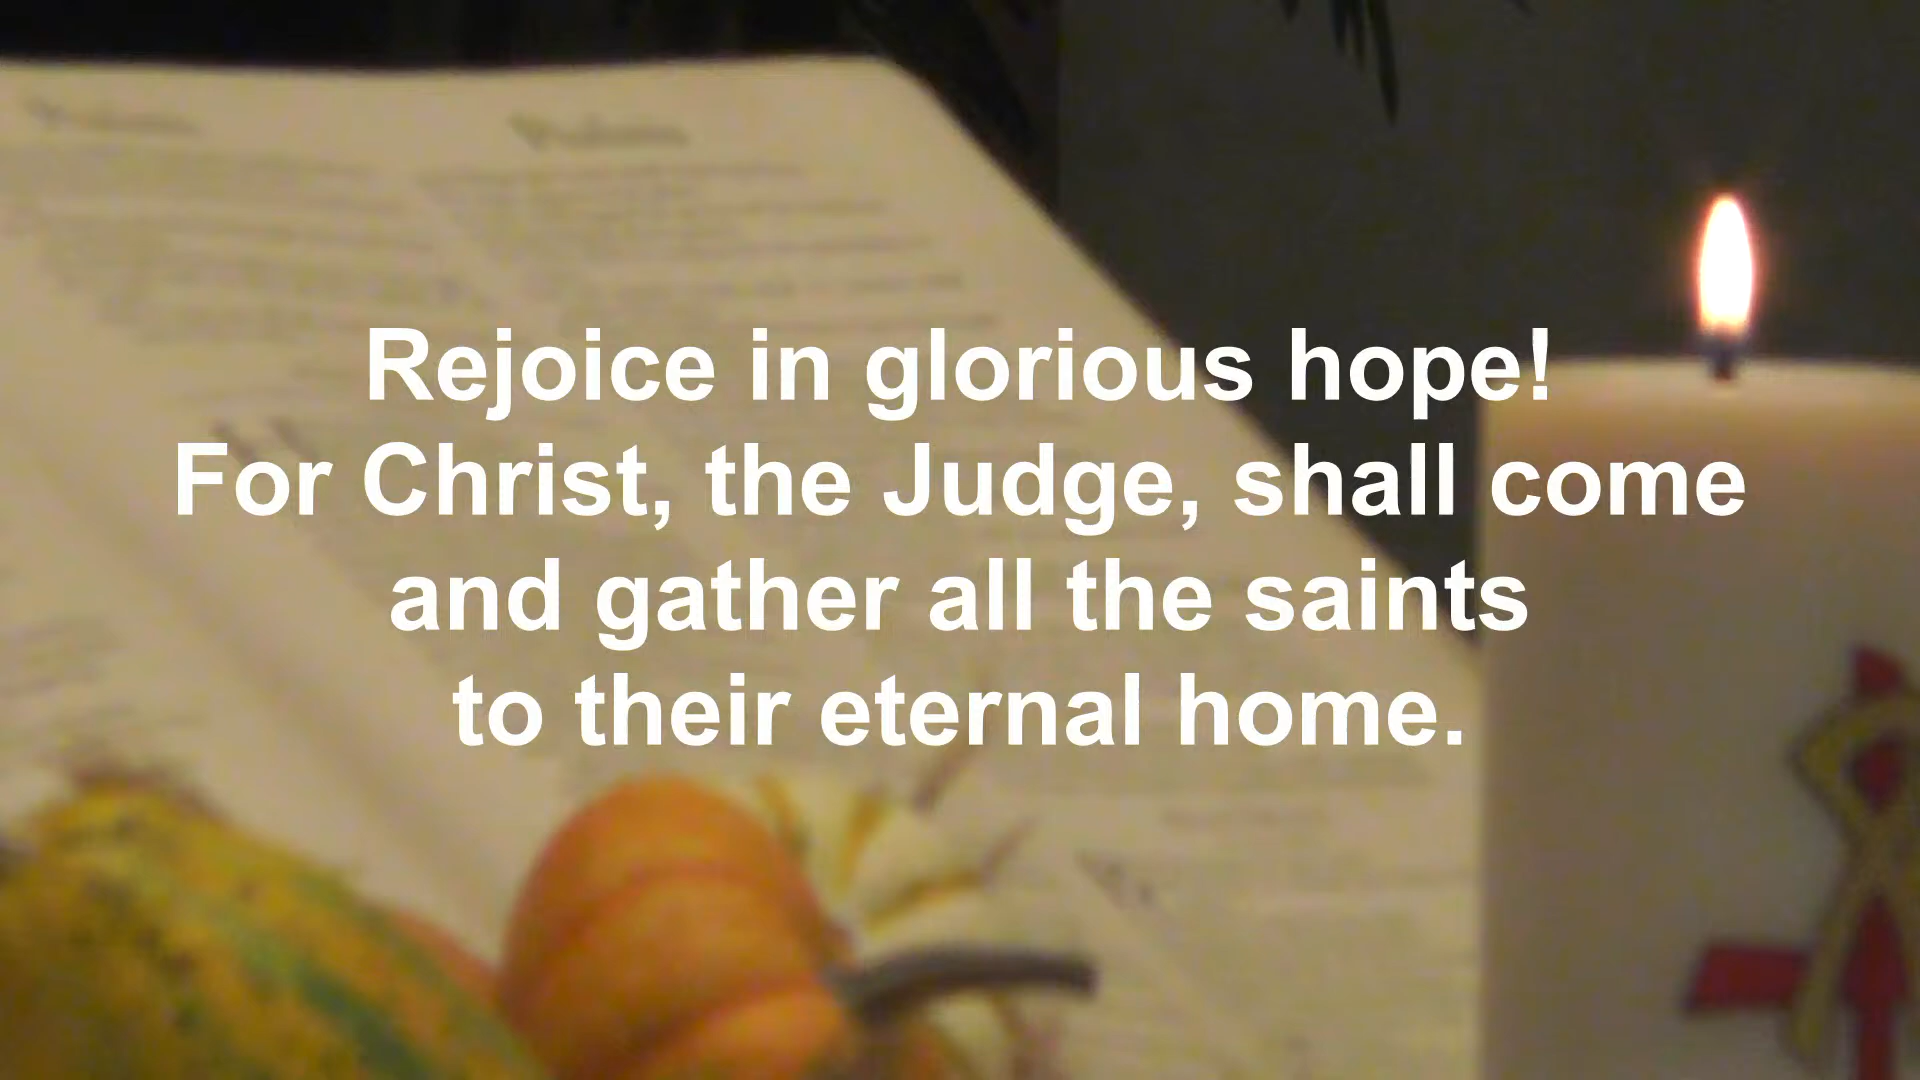 Rejoice in glorious hope!
For Christ, the Judge, shall come
and gather all the saints
to their eternal home.